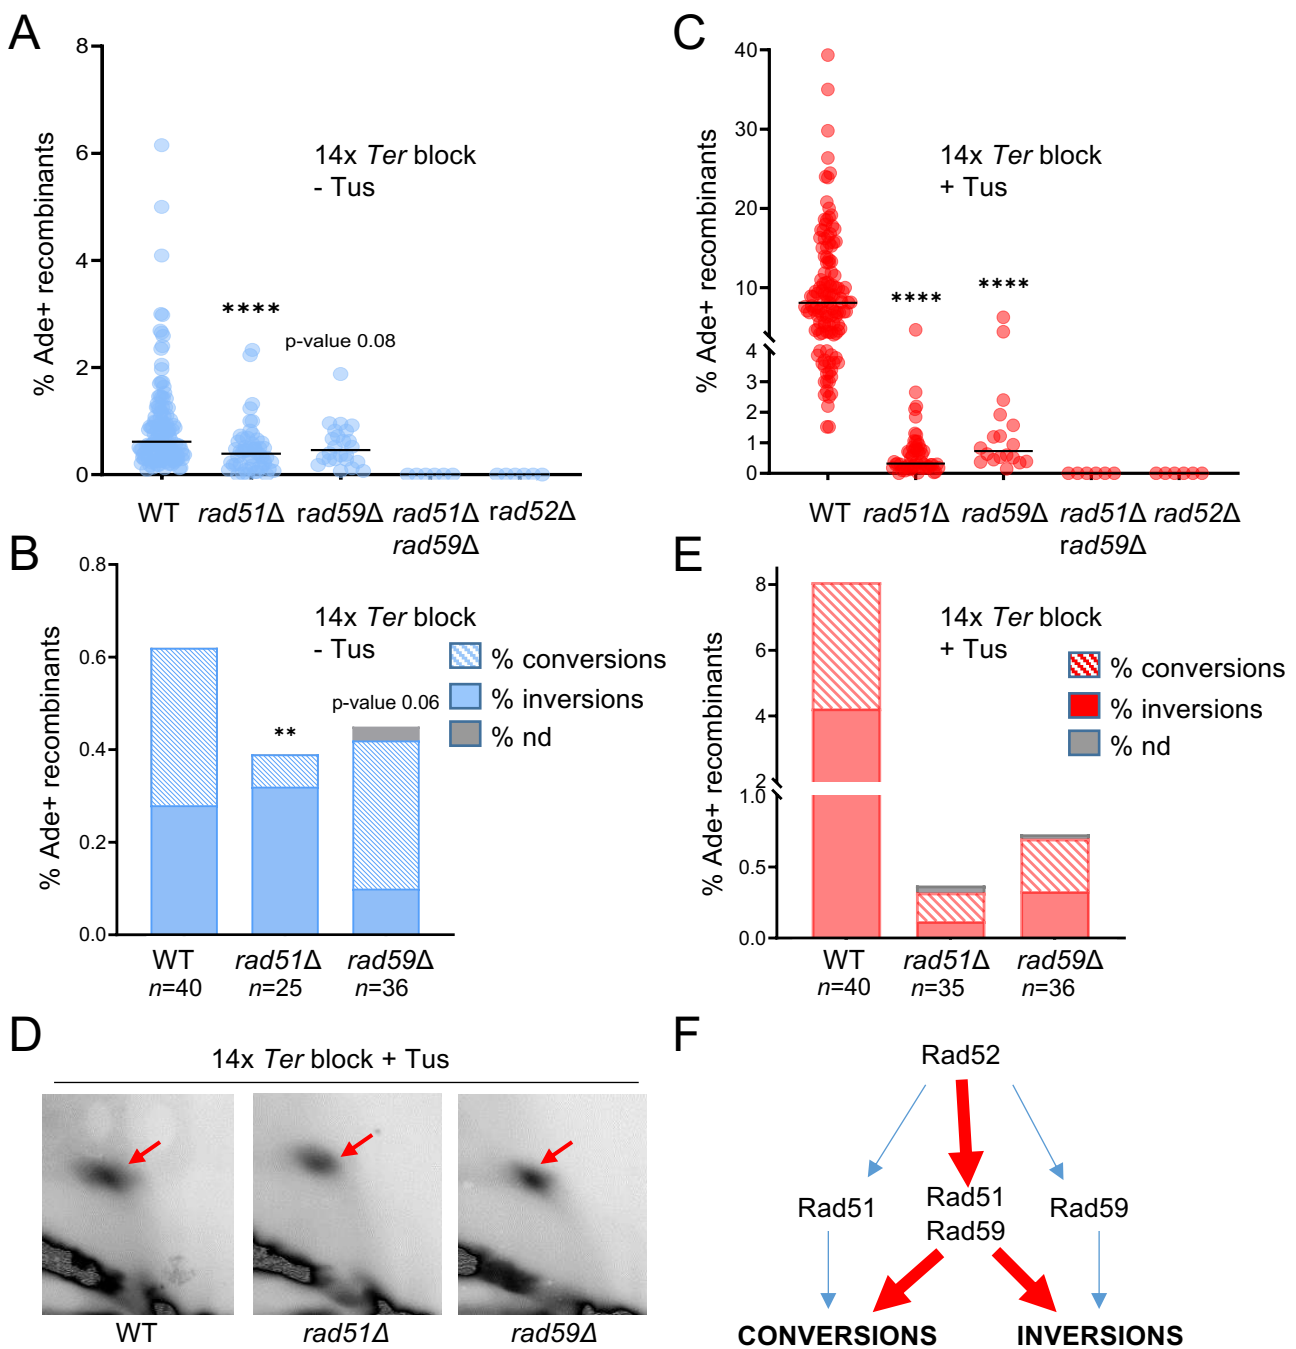 A
8
6
4
2
0
% Ade+ recombinants
14x Ter block
- Tus
****
p-value 0.08
WT
rad51Δ
rad59Δ
rad51Δ
rad59Δ
rad52Δ
C
40
30
20
10
4
3
2
1
0
% Ade+ recombinants
14x Ter block
+ Tus
****
****
WT
rad51Δ
rad59Δ
rad51Δ
rad59Δ
rad52Δ
B
0.8
0.6
0.4
0.2
0.0
% Ade+ recombinants
14x Ter block
- Tus
% conversions
% inversions
% nd
**
p-value 0.06
WT
n=40
rad51Δ
n=25
rad59Δ
n=36
E
8
6
4
2
1.0
0.5
0.0
% Ade+ recombinants
14x Ter block
+ Tus
% conversions
% inversions
% nd
WT
n=40
rad51Δ
n=35
rad59Δ
n=36
D
14x Ter block + Tus
WT
rad51Δ
rad59Δ
F
Rad52
Rad51
Rad51
Rad59
Rad59
CONVERSIONS
INVERSIONS